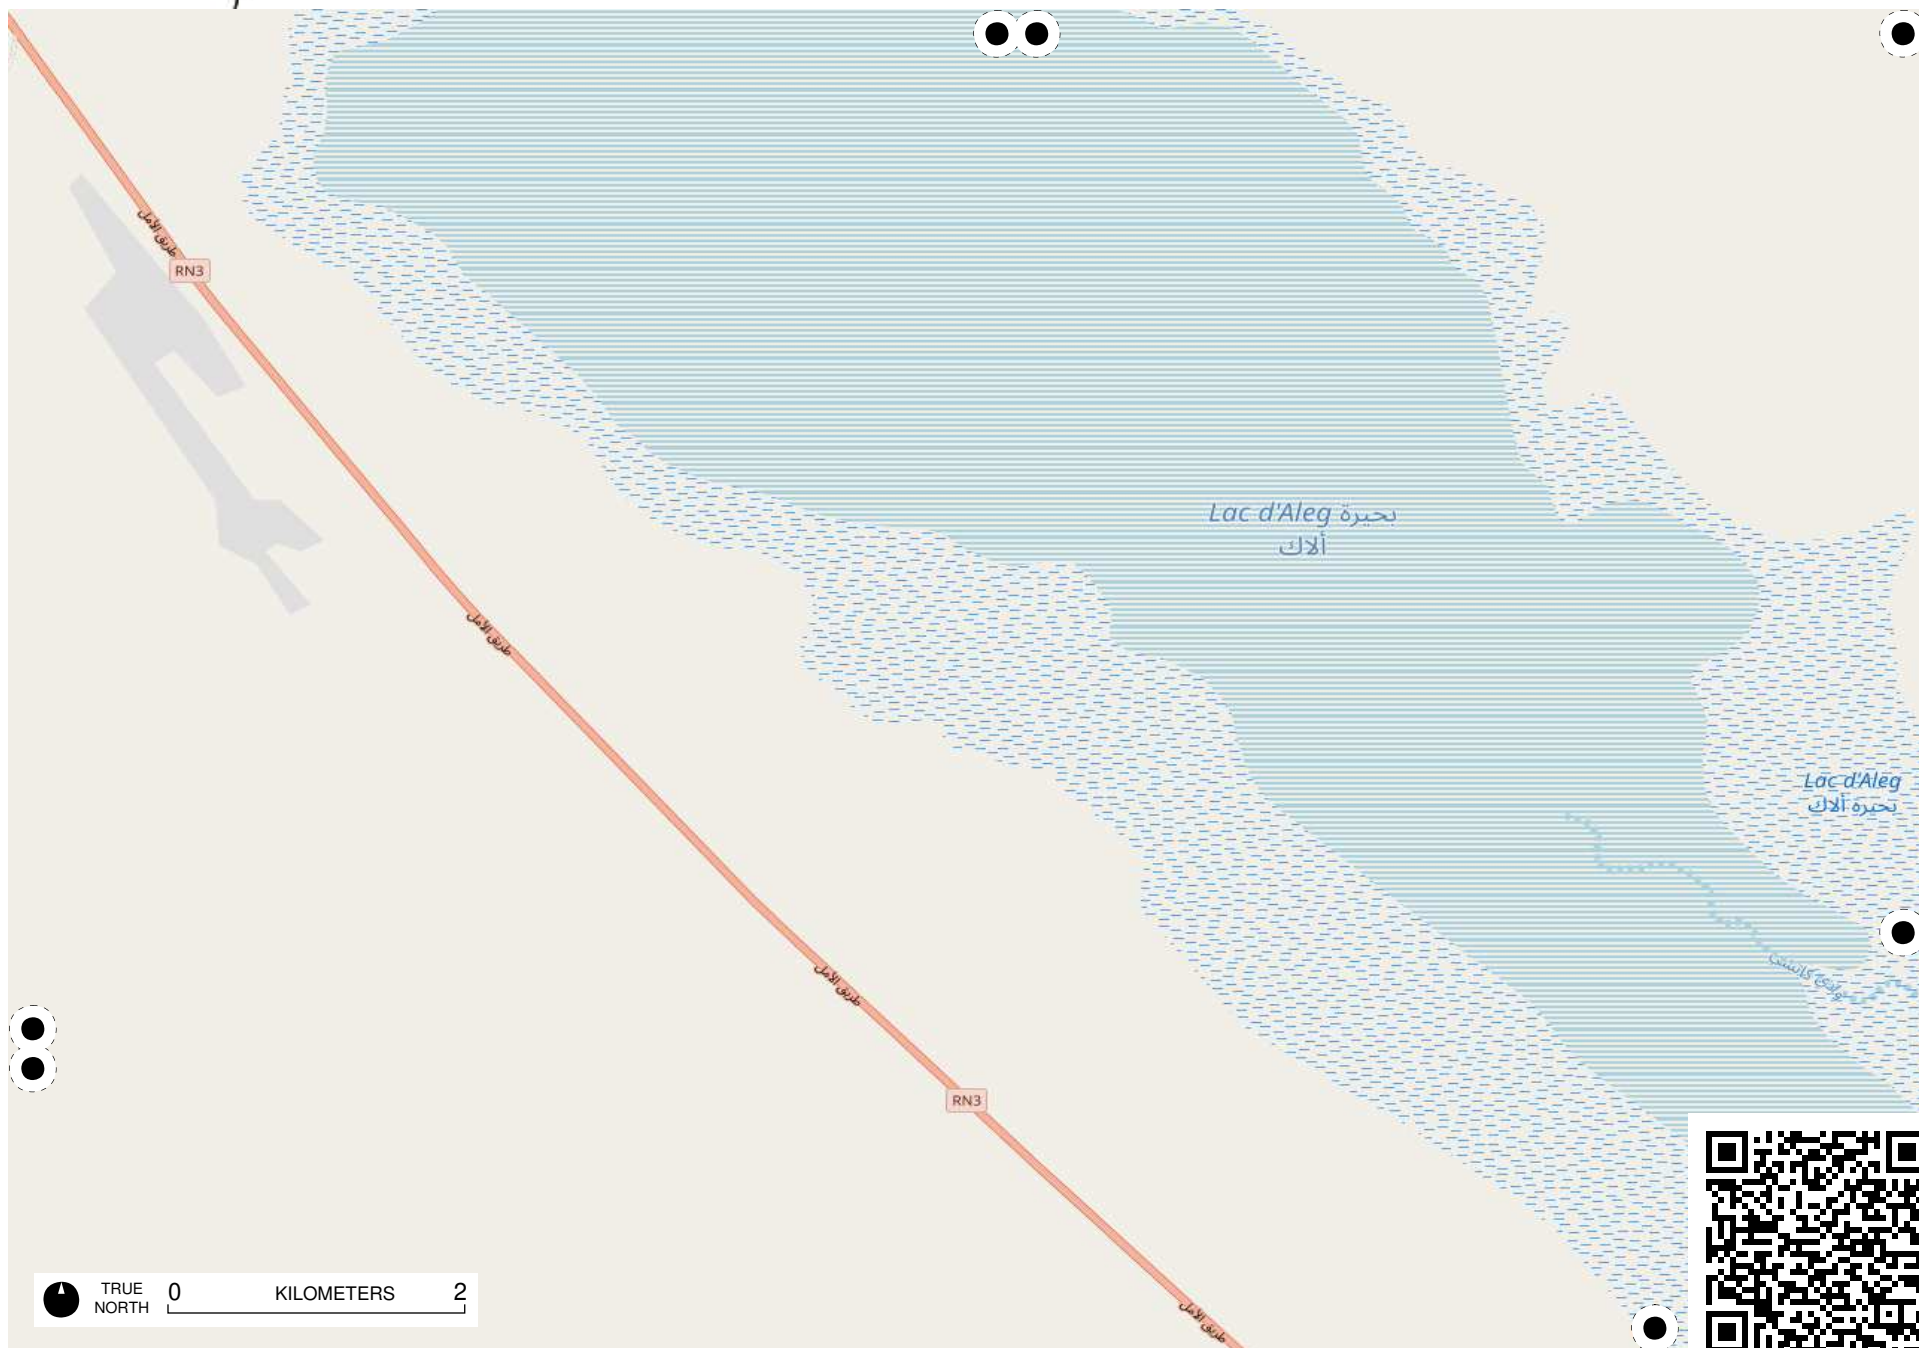 طريق الأمل
RN3
Lac d'Aleg بحيرة
ألاك
طريق الأمل
Lac d'Aleg
بحيرة ألاك
طريق الأمل
RN3
TRUE
NORTH
0 KILOMETERS 2
طريق الأمل